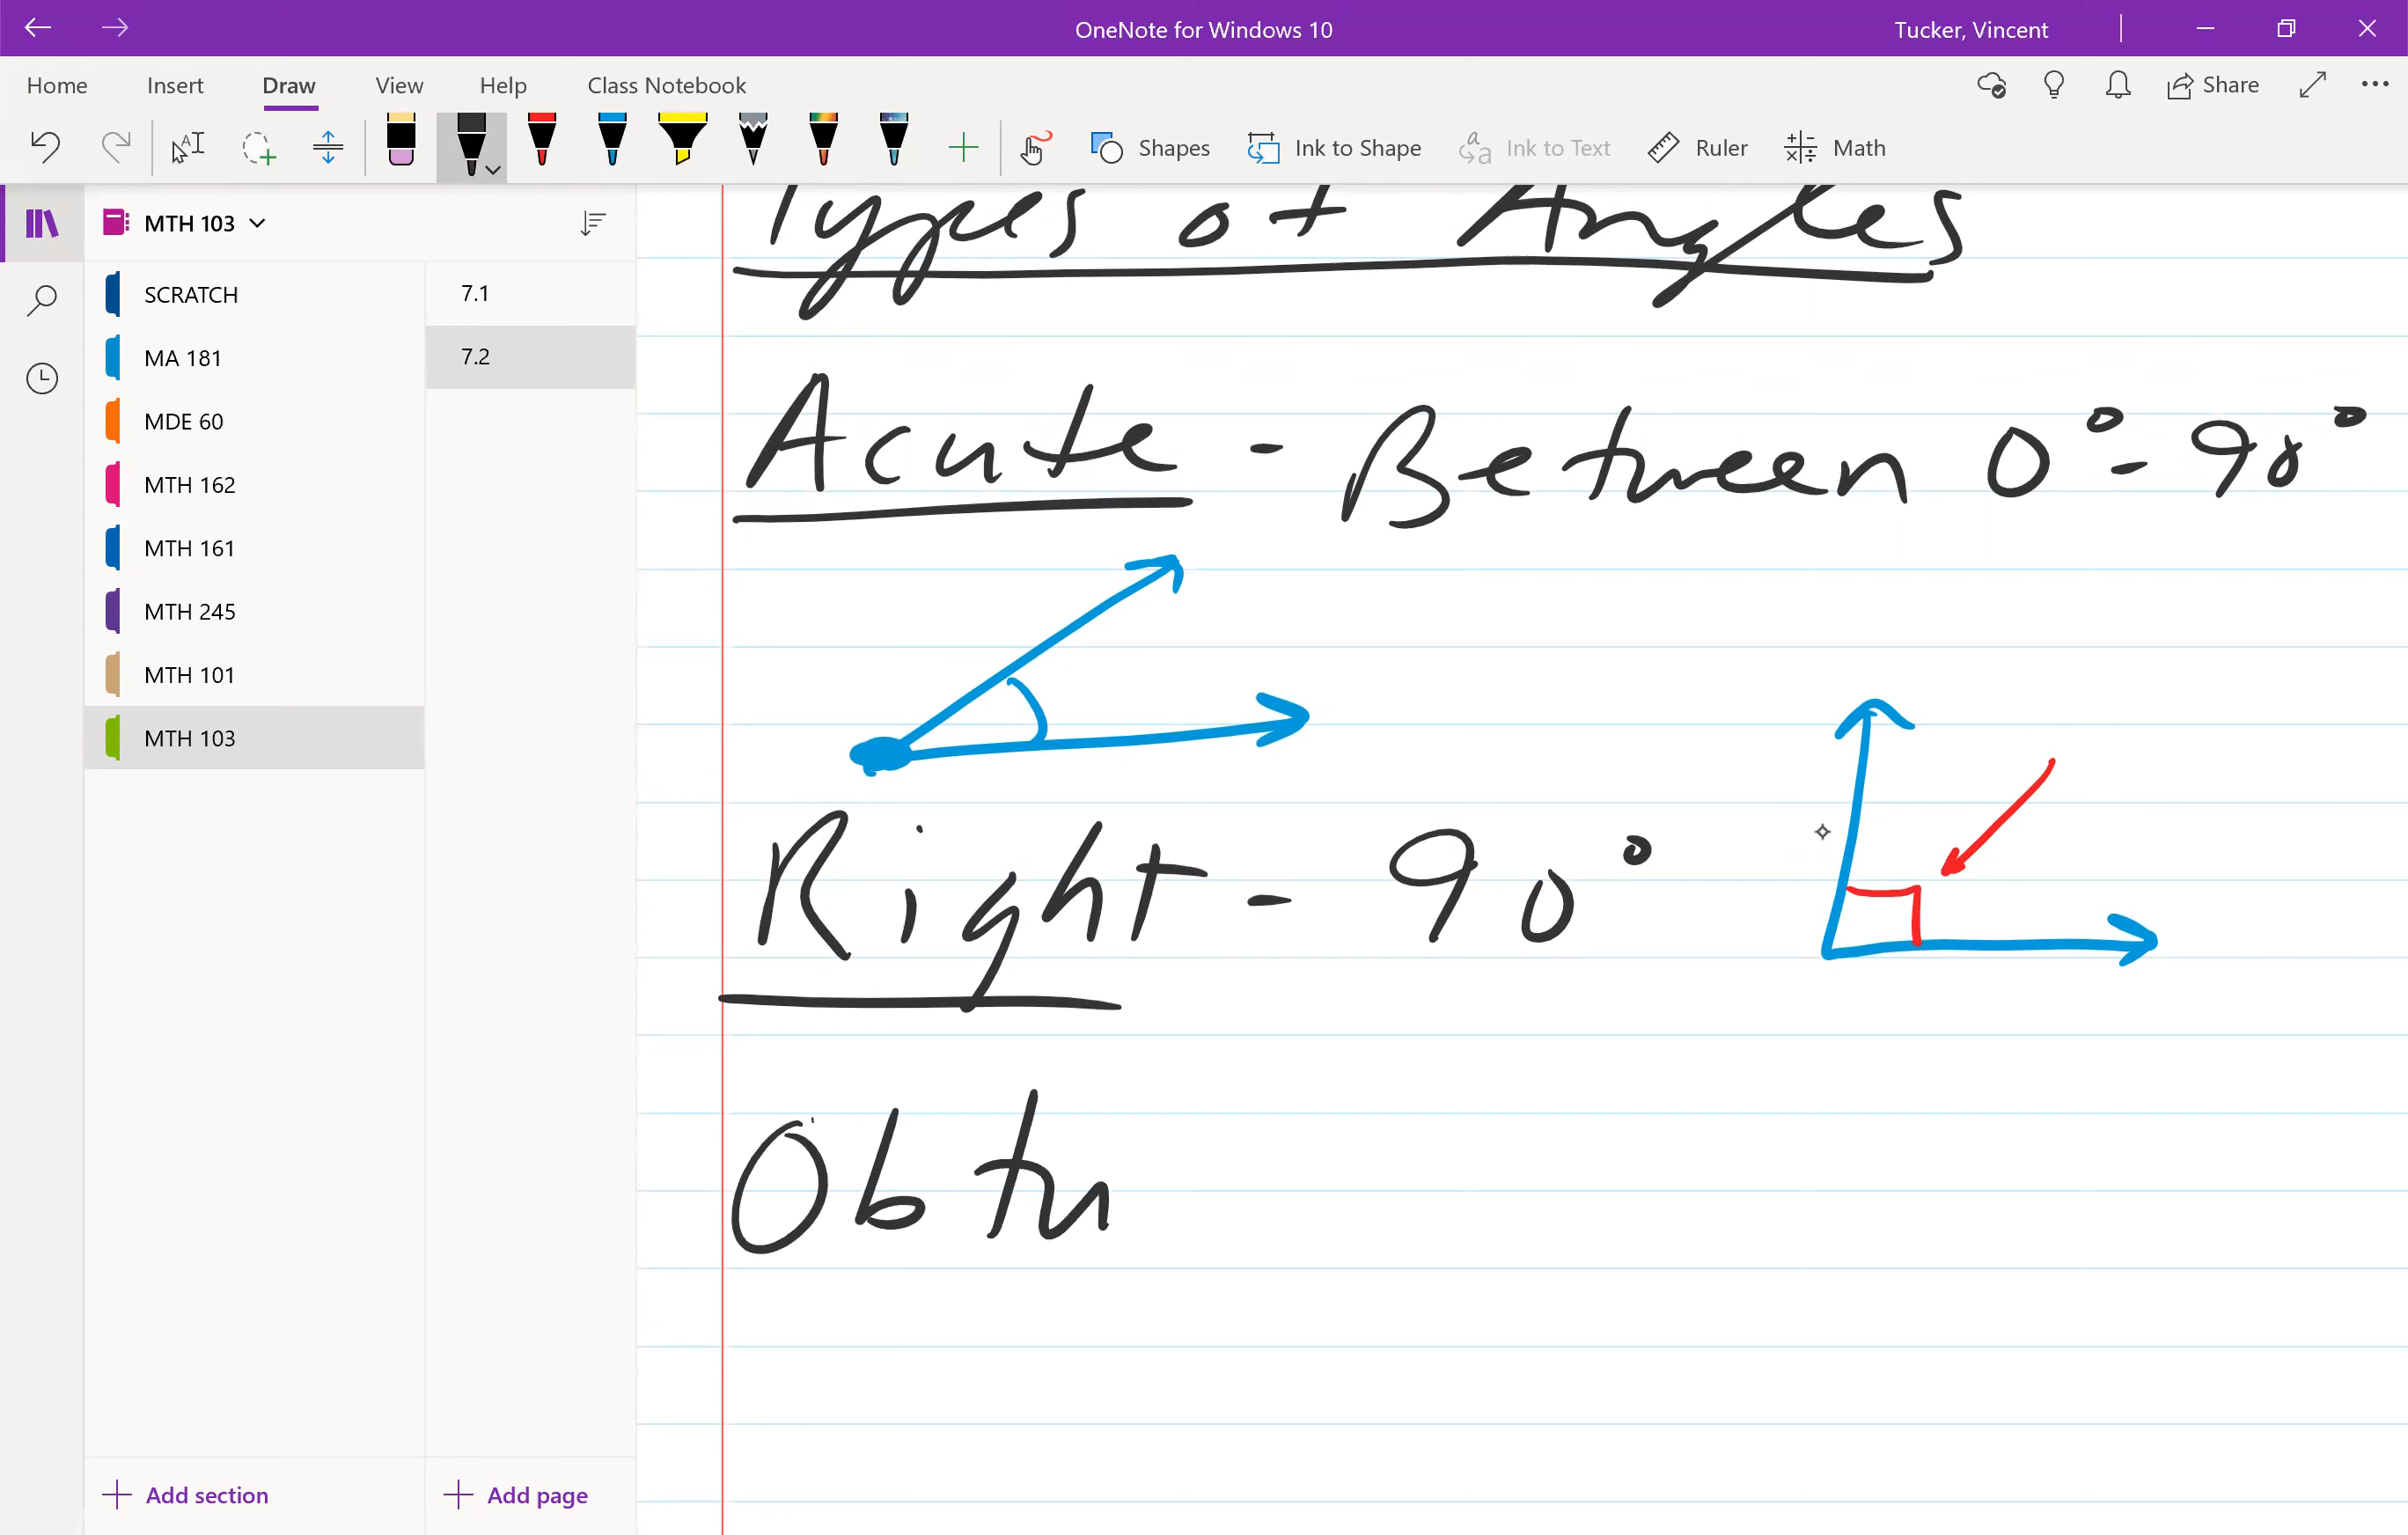 OneNote for Windows 10
Tucker, Vincent
Home Insert Draw View Help Class Notebook
Share
Shapes Ink to Shape Ink to Text Ruler Math
MTH 103
SCRATCH
MA 181
MDE 60
MTH 162
MTH 161
MTH 245
MTH 101
MTH 103
7.1
7.2
Types of Angles
Acute - Between 0° - 90°
Right - 90°
Obtu
Add section
Add page